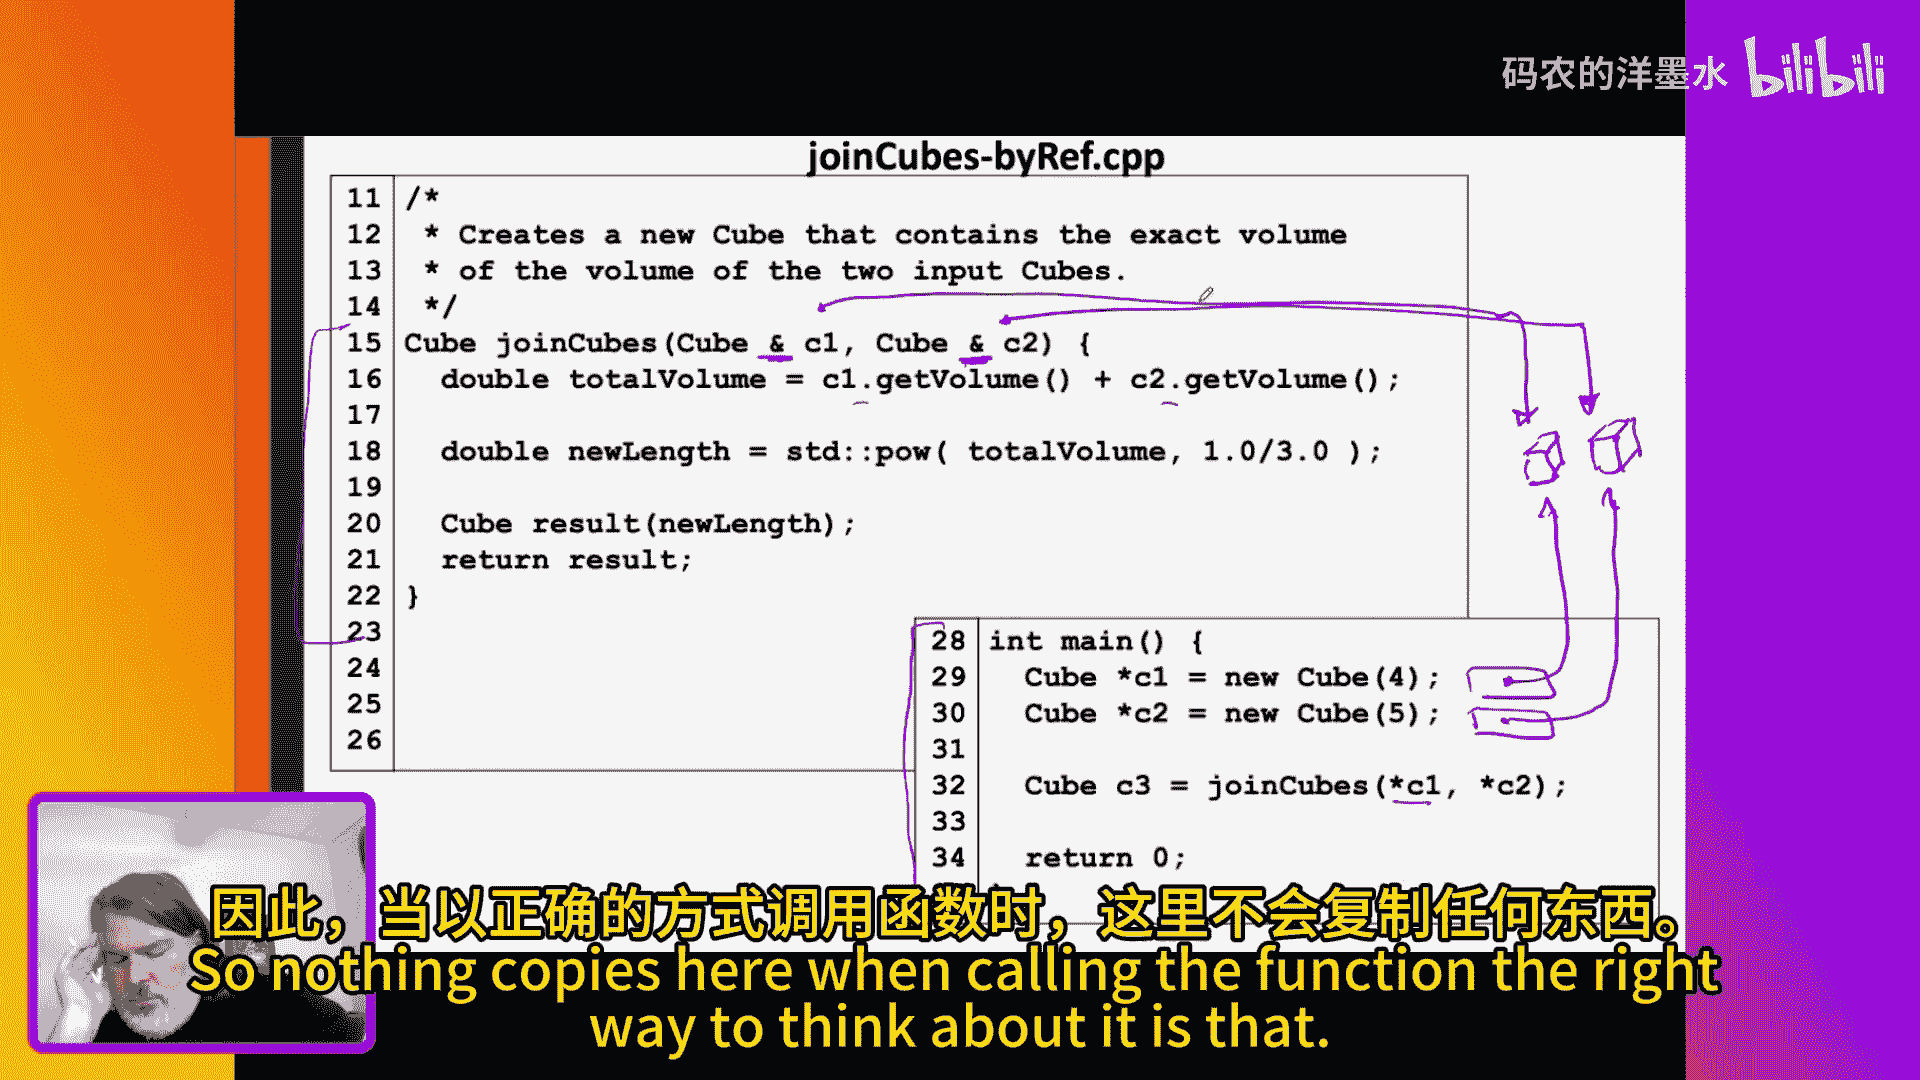 码农的洋墨水 bilibili
joinCubes-byRef.cpp
11 /*
12  * Creates a new Cube that contains the exact volume
13  * of the volume of the two input Cubes.
14  */
15 Cube joinCubes(Cube & c1, Cube & c2) {
16   double totalVolume = c1.getVolume() + c2.getVolume();
17
18   double newLength = std::pow( totalVolume, 1.0/3.0 );
19
20   Cube result(newLength);
21   return result;
22 }
23
24
25
26
28 int main() {
29   Cube *c1 = new Cube(4);
30   Cube *c2 = new Cube(5);
31
32   Cube c3 = joinCubes(*c1, *c2);
33
34   return 0;
因此，当以正确的方式调用函数时，这里不会复制任何东西。
So nothing copies here when calling the function the right
way to think about it is that.